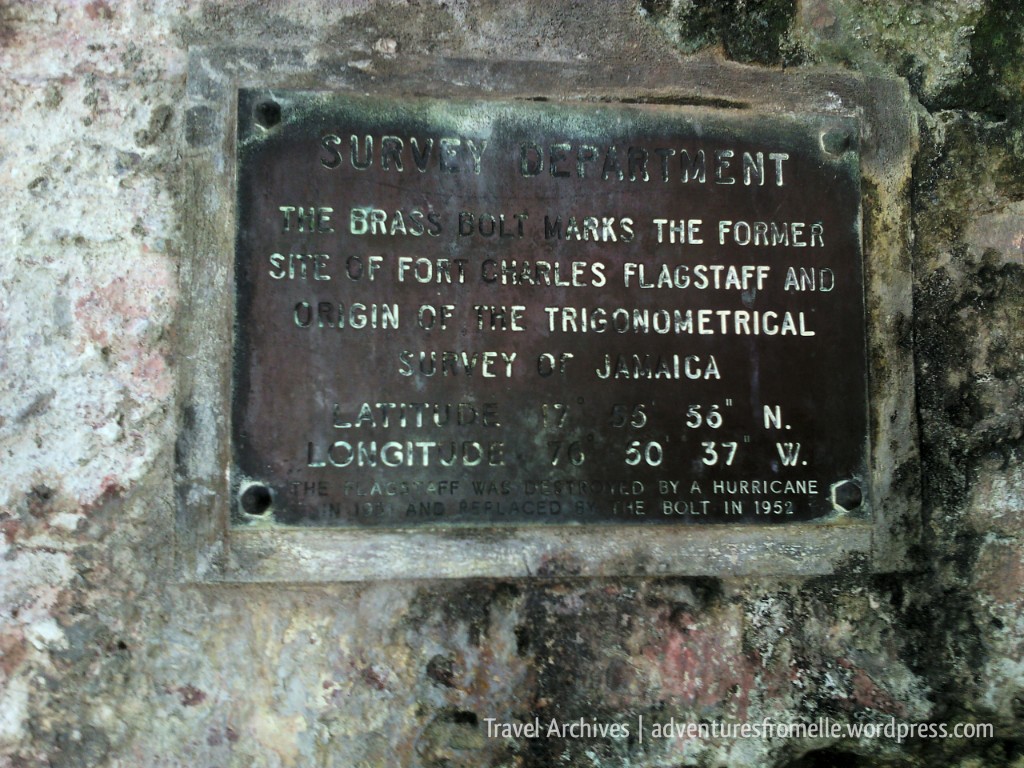 SURVEY DEPARTMENT
THE BRASS BOLT MARKS THE FORMER
SITE OF FORT CHARLES FLAGSTAFF AND
ORIGIN OF THE TRIGONOMETRICAL
SURVEY OF JAMAICA
LATITUDE 17° 55' 56" N.
LONGITUDE 76° 50' 37" W.
THE FLAGSTAFF WAS DESTROYED BY A HURRICANE
IN 1951 AND REPLACED BY THE BOLT IN 1952
Travel Archives | adventuresfromelle.wordpress.com